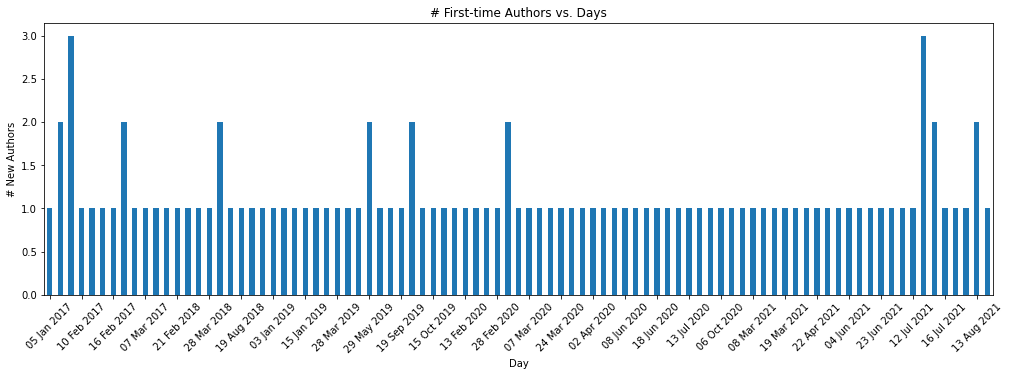 # First-time Authors vs. Days
# New Authors
3.0
2.5
2.0
1.5
1.0
0.5
0.0
05 Jan 2017
10 Feb 2017
16 Feb 2017
07 Mar 2017
21 Feb 2018
28 Mar 2018
19 Aug 2018
03 Jan 2019
15 Jan 2019
28 Mar 2019
29 May 2019
19 Sep 2019
15 Oct 2019
13 Feb 2020
28 Feb 2020
07 Mar 2020
24 Mar 2020
02 Apr 2020
08 Jun 2020
18 Jun 2020
13 Jul 2020
06 Oct 2020
08 Mar 2021
19 Mar 2021
22 Apr 2021
04 Jun 2021
23 Jun 2021
12 Jul 2021
16 Jul 2021
13 Aug 2021
Day